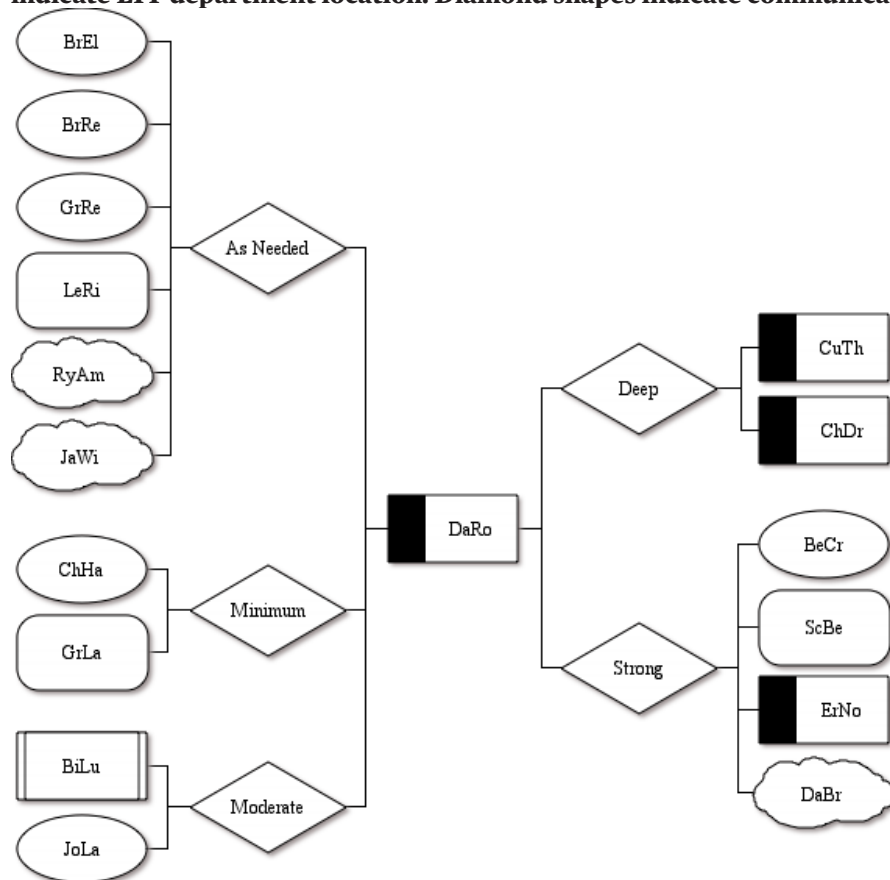 indicate EIT department location. Diamond shapes indicate communica
BrEl
BrRe
GrRe
LeRi
RyAm
JaWi
As Needed
ChHa
GrLa
Minimum
BiLu
JoLa
Moderate
DaRo
Deep
CuTh
ChDr
Strong
BeCr
ScBe
ErNo
DaBr